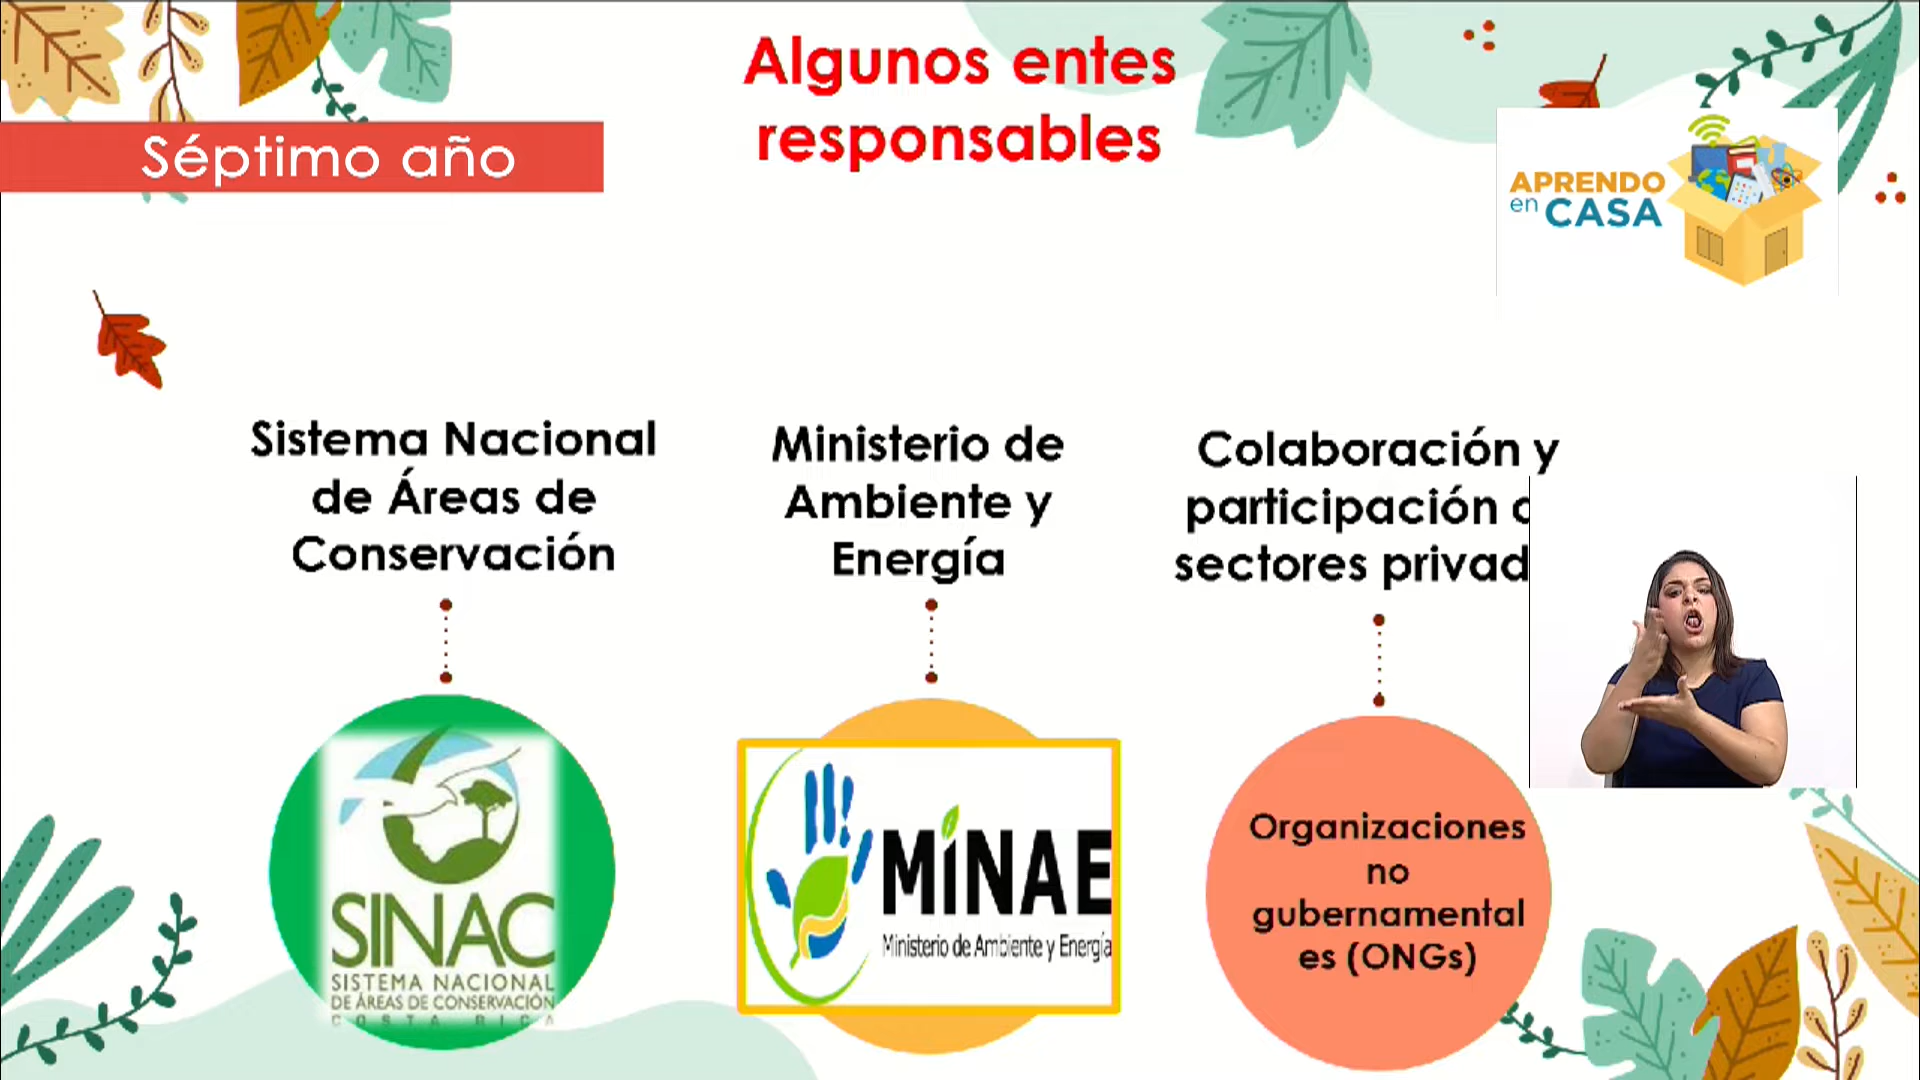 Algunos entes
responsables
Séptimo año
APRENDO
en CASA
Sistema Nacional
de Áreas de
Conservación
Ministerio de
Ambiente y
Energía
Colaboración y
participación
sectores privad
SINAC
SISTEMA NACIONAL
DE ÁREAS DE CONSERVACIÓN
COSTA RICA
MiNAE
Ministerio de Ambiente y Energía
Organizaciones
no
gubernamental
es (ONGs)